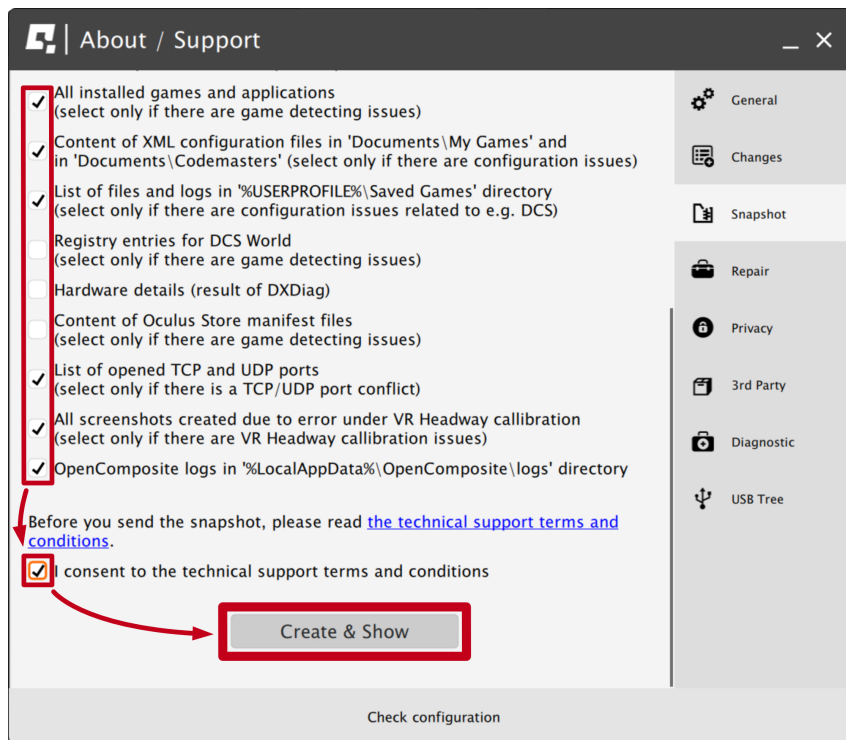 About / Support
All installed games and applications
(select only if there are game detecting issues)
Content of XML configuration files in 'Documents\My Games' and
in 'Documents\Codemasters' (select only if there are configuration issues)
List of files and logs in '%USERPROFILE%\Saved Games' directory
(select only if there are configuration issues related to e.g. DCS)
Registry entries for DCS World
(select only if there are game detecting issues)
Hardware details (result of DXDiag)
Content of Oculus Store manifest files
(select only if there are game detecting issues)
List of opened TCP and UDP ports
(select only if there is a TCP/UDP port conflict)
All screenshots created due to error under VR Headway callibration
(select only if there are VR Headway callibration issues)
OpenComposite logs in '%LocalAppData%\OpenComposite\logs' directory
Before you send the snapshot, please read the technical support terms and
conditions.
I consent to the technical support terms and conditions
Create & Show
General
Changes
Snapshot
Repair
Privacy
3rd Party
Diagnostic
USB Tree
Check configuration